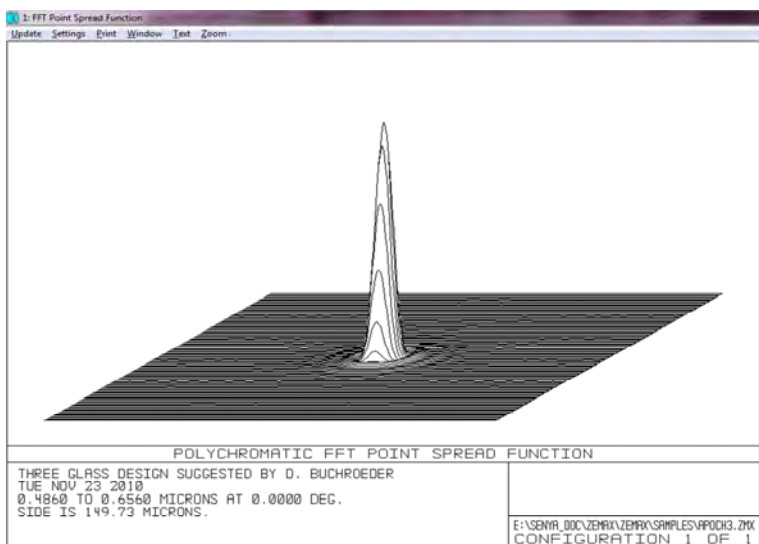 1: FFT Point Spread Function
Update Settings Print Window Text Zoom
POLYCHROMATIC FFT POINT SPREAD FUNCTION
THREE GLASS DESIGN SUGGESTED BY D. BUCHROEDER
TUE NOV 23 2010
0.4860 TO 0.6560 MICRONS AT 0.0000 DEG.
SIDE IS 149.73 MICRONS.
E:\SENYA_DOC\ZEMAX\ZEMAX\SAMPLES\APOCH3.ZMX
CONFIGURATION 1 OF 1